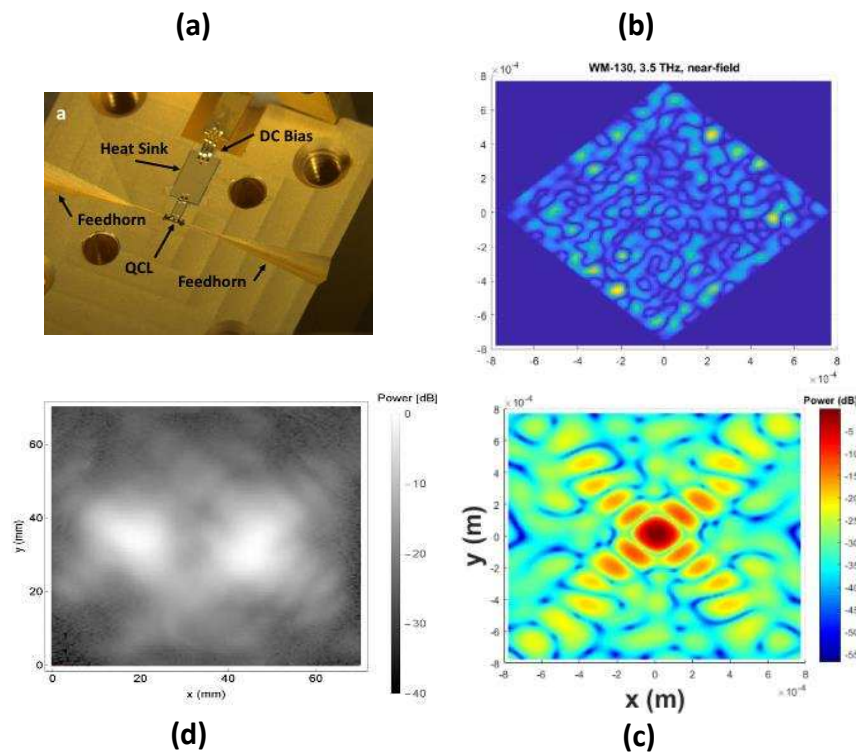 (a)
(b)
a
DC Bias
Heat Sink
Feedhorn
QCL
Feedhorn
WM-130, 3.5 THz, near-field
× 10⁻⁴
8
6
4
2
0
-2
-4
-6
-8
-8 -6 -4 -2 0 2 4 6 8
× 10⁻⁴
Power [dB]
0
-10
-20
-30
-40
60
40
20
0
y (mm)
0 20 40 60
x (mm)
Power (dB)
-5
-10
-15
-20
-25
-30
-35
-40
-45
-50
-55
× 10⁻⁴
8
6
4
2
0
-2
-4
-6
-8
y (m)
-8 -6 -4 -2 0 2 4 6 8
× 10⁻⁴
x (m)
(d)
(c)